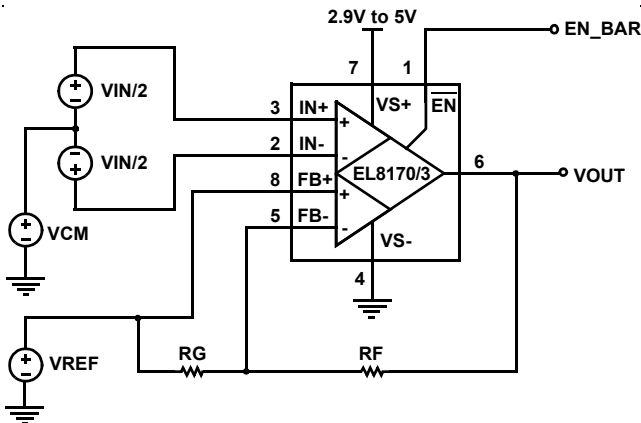 2.9V to 5V
EN_BAR
7
1
VIN/2
VS+
EN
3
IN+
+
2
IN-
-
VIN/2
6
8
FB+
+
EL8170/3
VOUT
5
FB-
-
VCM
VS-
4
RG
RF
VREF